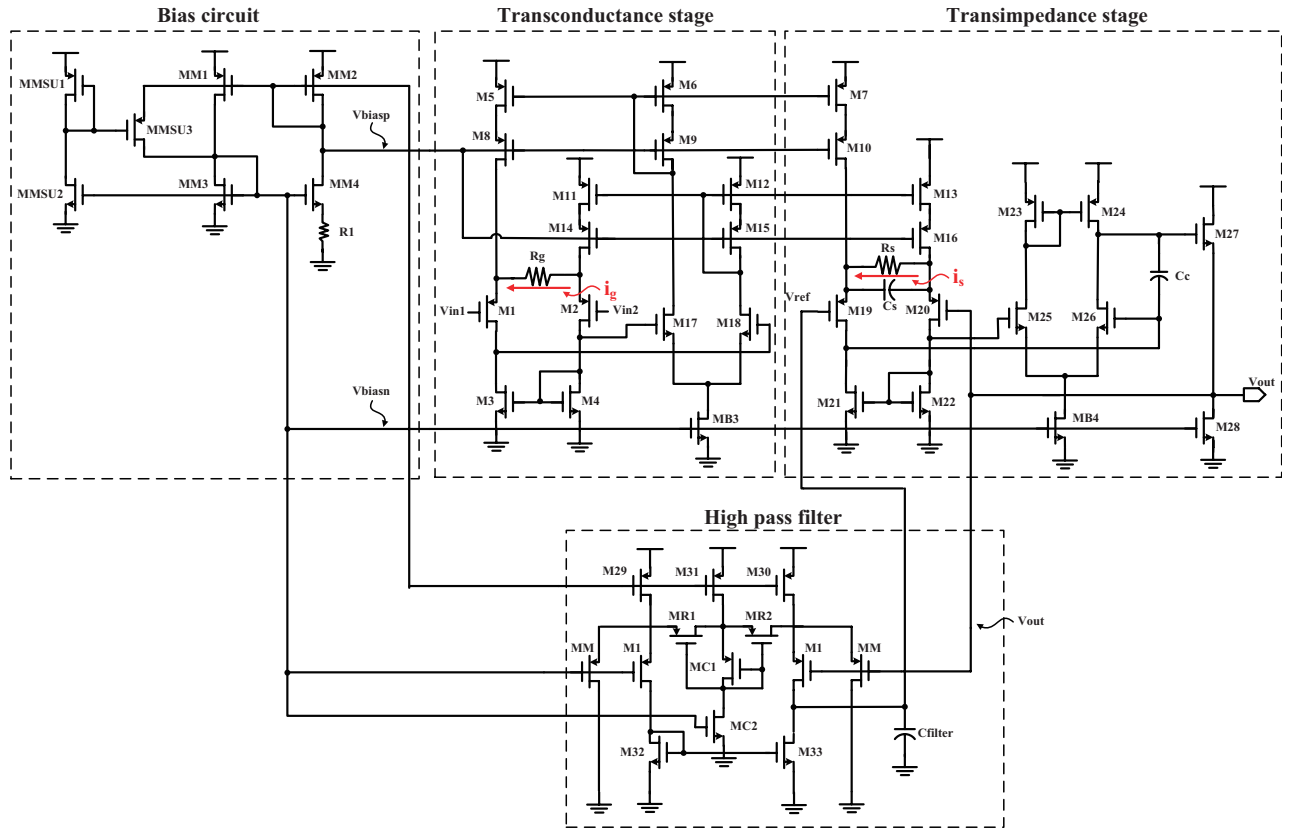 Bias circuit
Transconductance stage
Transimpedance stage
MMSU1
MM1
MM2
MMSU3
Vbiasp
MMSU2
MM3
MM4
R1
Vbiasn
M5
M6
M8
M9
M11
M12
M14
M15
Rg
ig
Vin1
M1
M2
Vin2
M17
M18
M3
M4
MB3
M7
M10
M13
M16
Rs
is
Cs
Vref
M19
M20
M21
M22
M23
M24
M27
Cc
M25
M26
Vout
MB4
M28
High pass filter
M29
M31
M30
MR1
MR2
Vout
MM
M1
MC1
M1
MM
MC2
Cfilter
M32
M33